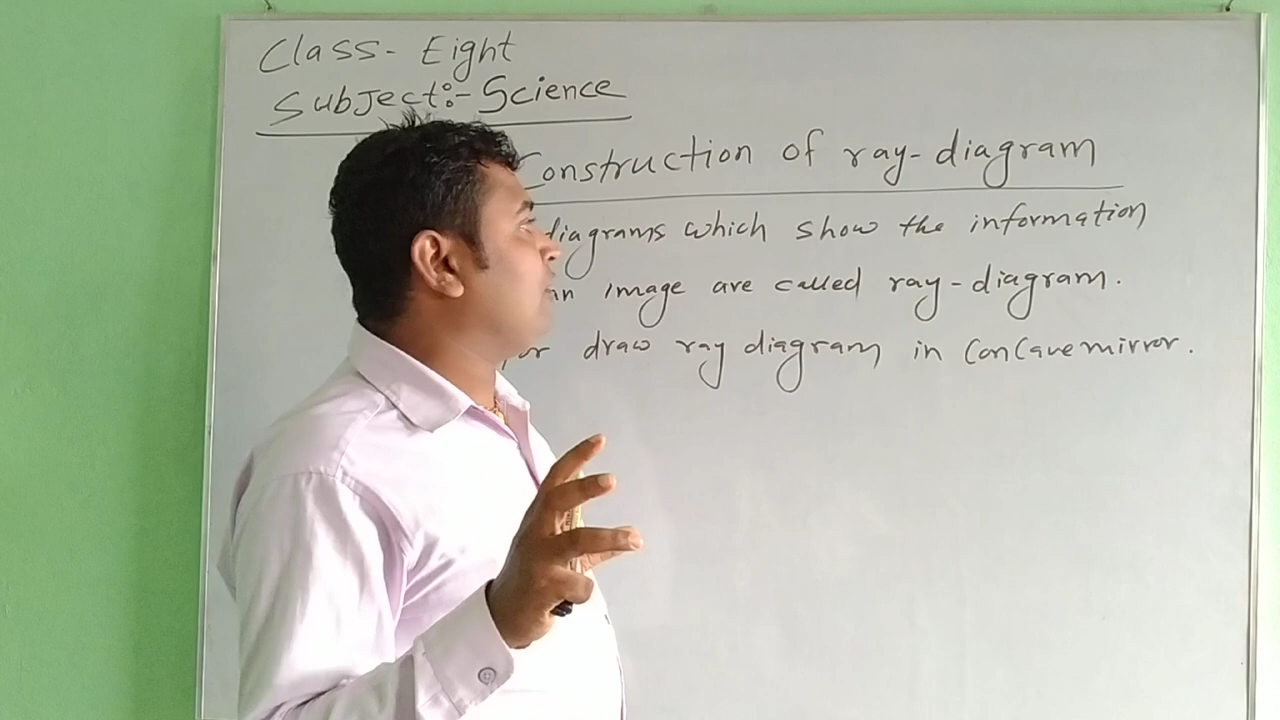 Class- Eight
Subject:- Science
Construction of ray-diagram
diagrams which show the information
an image are called ray-diagram.
draw ray diagram in Concave mirror.